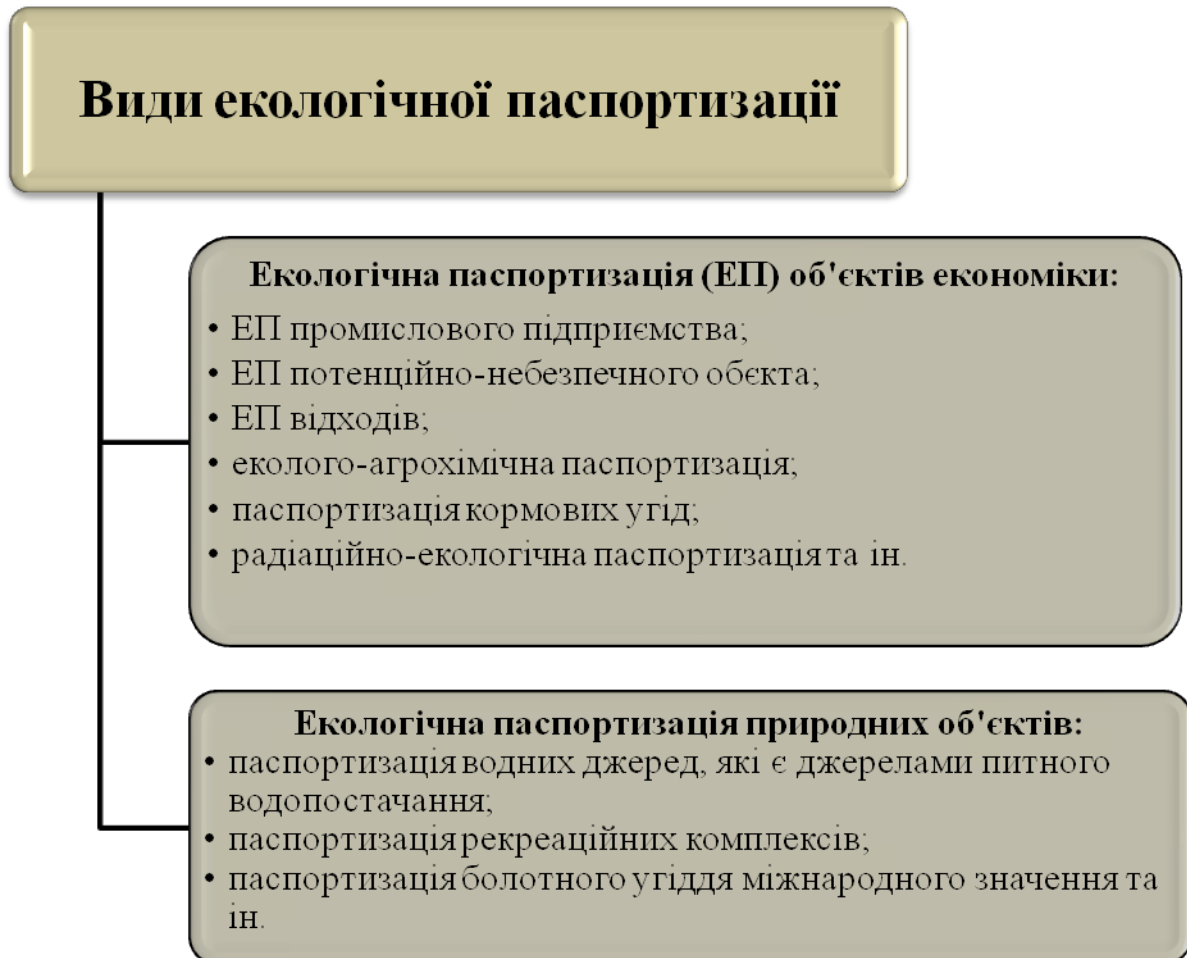 Види екологічної паспортизації
Екологічна паспортизація (ЕП) об'єктів економіки:
• ЕП промислового підприємства;
• ЕП потенційно-небезпечного обєкта;
• ЕП відходів;
• еколого-агрохімічна паспортизація;
• паспортизація кормових угід;
• радіаційно-екологічна паспортизація та ін.
Екологічна паспортизація природних об'єктів:
• паспортизація водних джеред, які є джерелами питного
водопостачання;
• паспортизація рекреаційних комплексів;
• паспортизація болотного угіддя міжнародного значення та
ін.